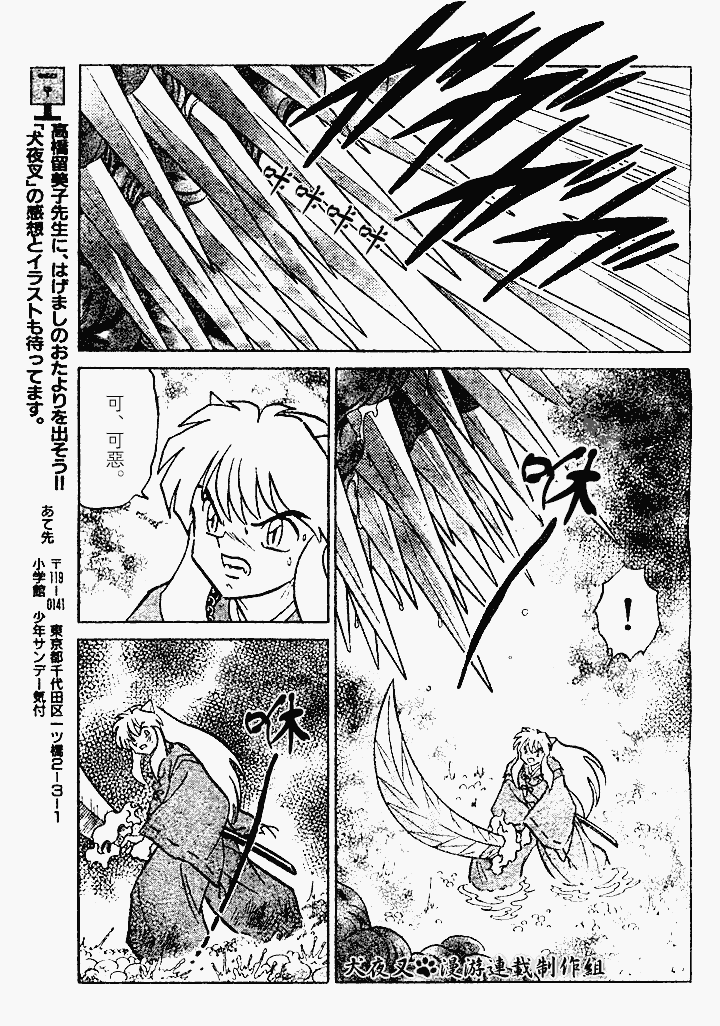 咔咔咔咔
咻
！
可、可惡。
咻
高橋留美子先生に、はげましのおたよりを出そう!!
「犬夜叉」の感想とイラストも待ってます。
あて先
〒119-0141 東京都千代田区一ツ橋2-3-1
小学館 少年サンデー気付
犬夜叉漫游連載制作組